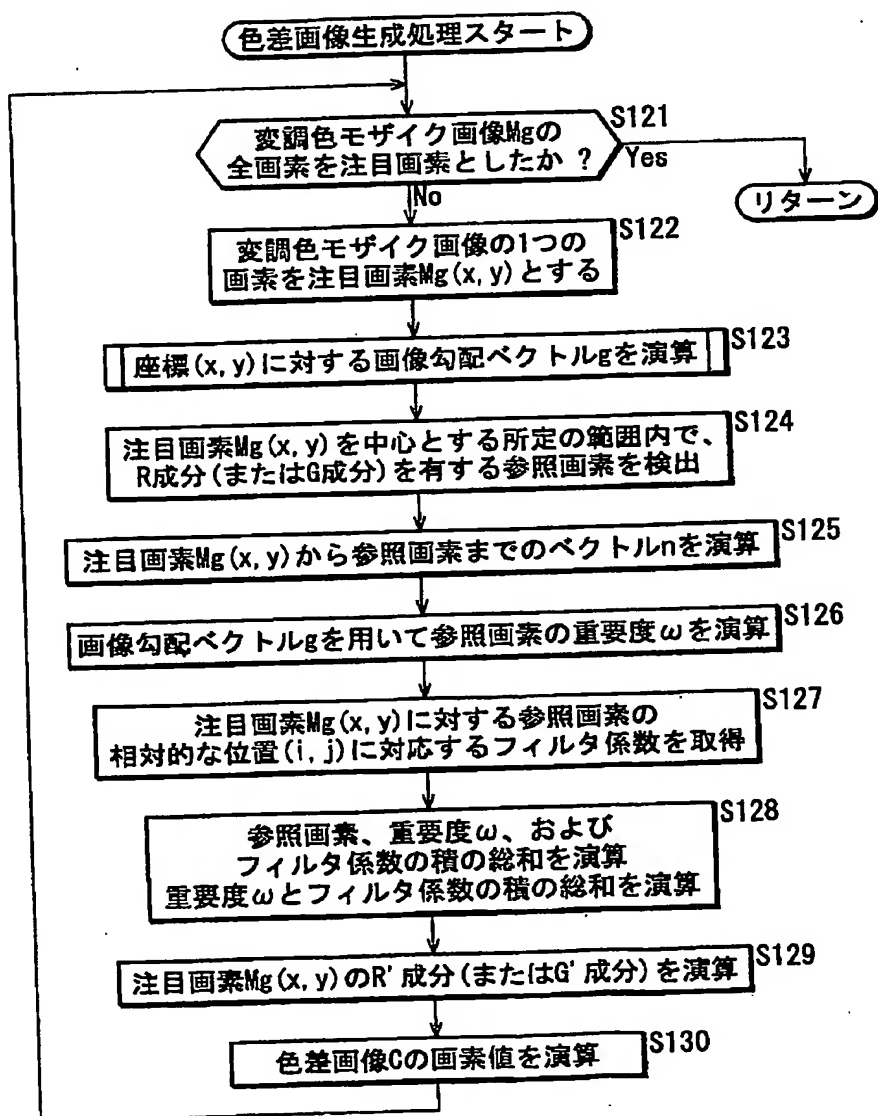 色差画像生成処理スタート
S121
変調色モザイク画像Mgの
全画素を注目画素としたか ?
Yes
No
リターン
S122
変調色モザイク画像の1つの
画素を注目画素Mg(x, y)とする
S123
座標(x, y)に対する画像勾配ベクトルgを演算
S124
注目画素Mg(x, y)を中心とする所定の範囲内で、
R成分(またはG成分)を有する参照画素を検出
S125
注目画素Mg(x, y)から参照画素までのベクトルnを演算
S126
画像勾配ベクトルgを用いて参照画素の重要度ωを演算
S127
注目画素Mg(x, y)に対する参照画素の
相対的な位置(i, j)に対応するフィルタ係数を取得
S128
参照画素、重要度ω、および
フィルタ係数の積の総和を演算
重要度ωとフィルタ係数の積の総和を演算
S129
注目画素Mg(x, y)のR'成分(またはG'成分)を演算
S130
色差画像Cの画素値を演算